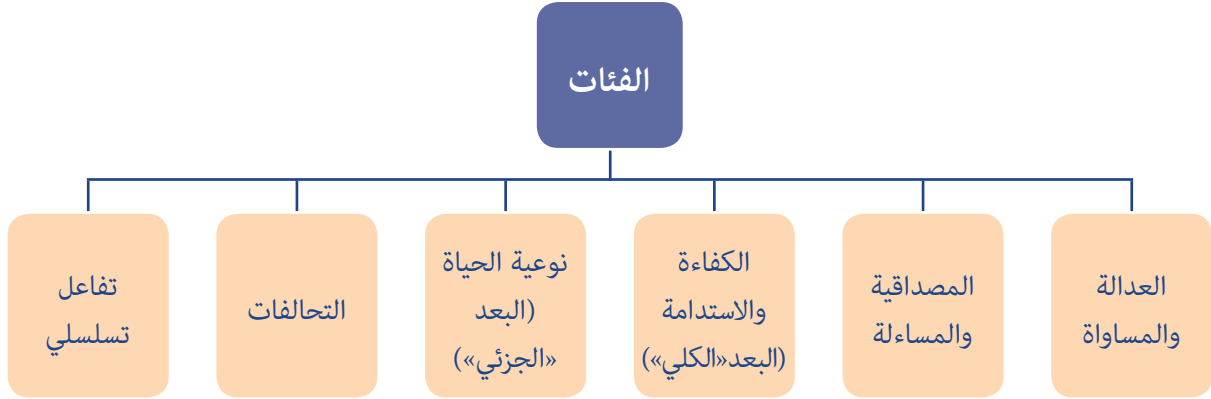 الفئات
العدالة
والمساواة
المصداقية
والمساءلة
الكفاءة
والاستدامة
(البعد«الكلي»)
نوعية الحياة
(البعد
«الجزئي»)
التحالفات
تفاعل
تسلسلي